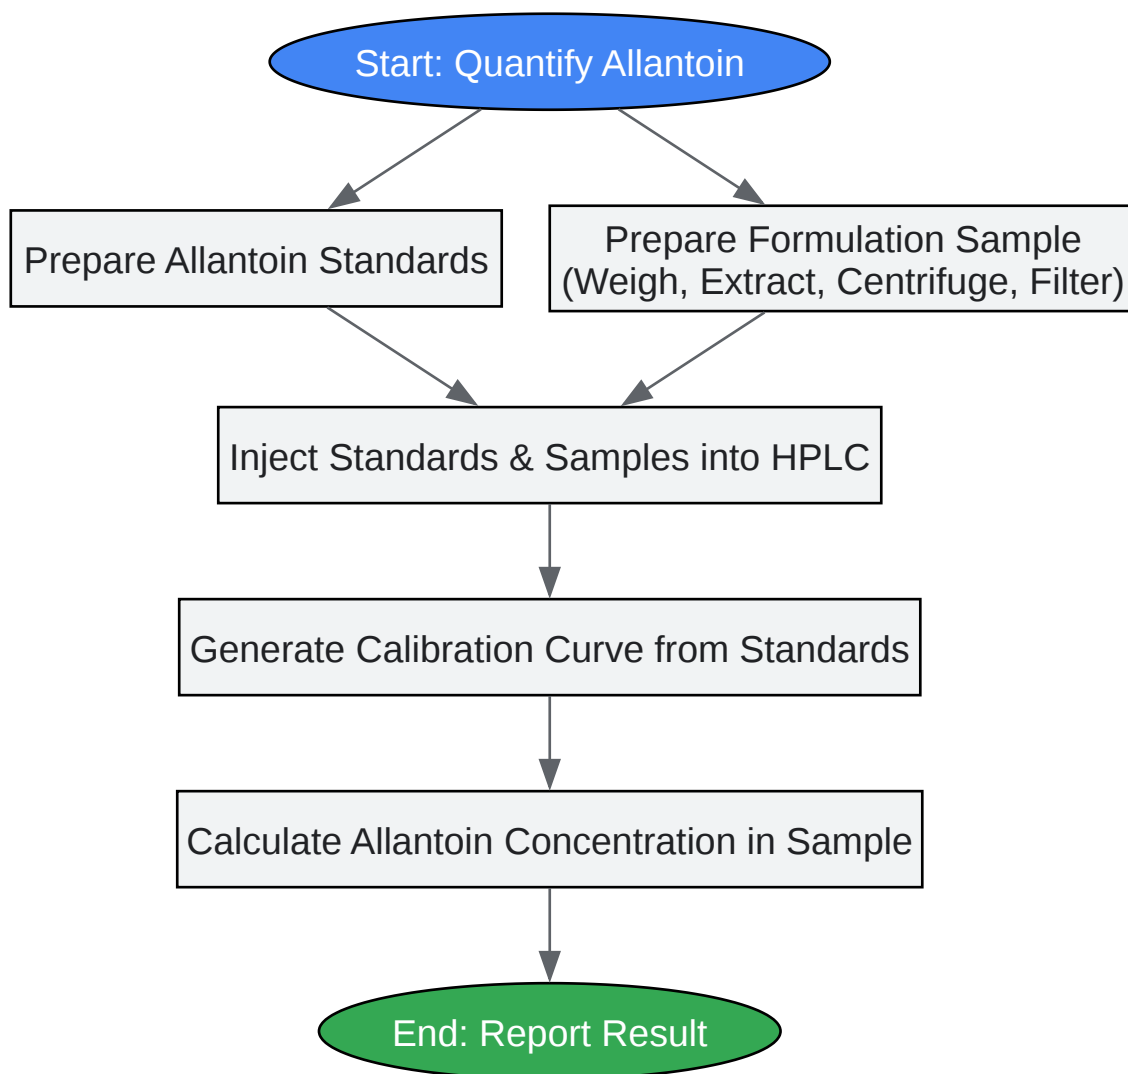 Start: Quantify Allantoin
Prepare Allantoin Standards
Prepare Formulation Sample
(Weigh, Extract, Centrifuge, Filter)
Inject Standards & Samples into HPLC
Generate Calibration Curve from Standards
Calculate Allantoin Concentration in Sample
End: Report Result